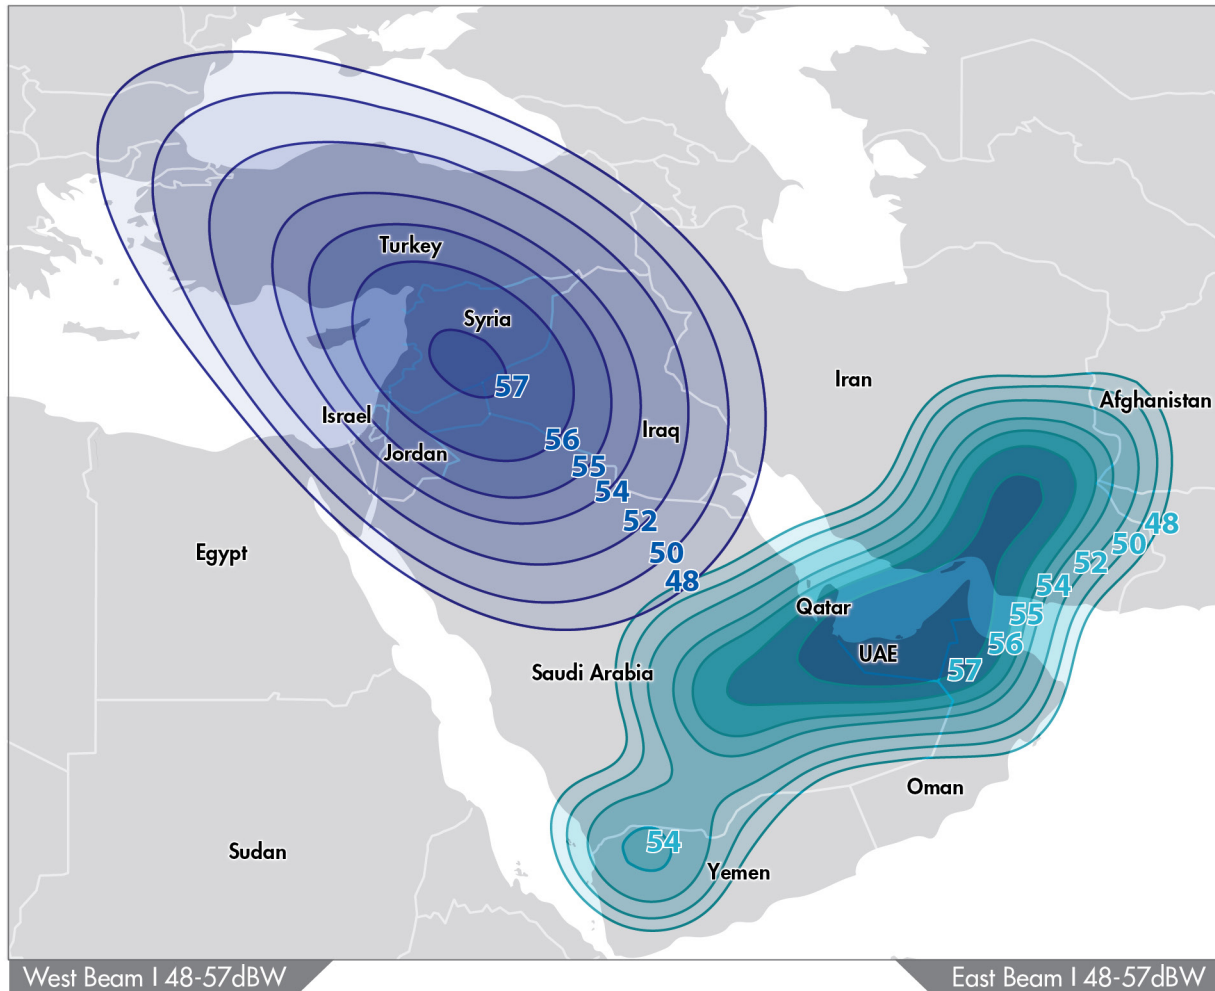 Turkey
Syria
57
Iran
Afghanistan
Israel
Iraq
Jordan
56
55
54
52
50
48
Egypt
48
50
52
54
55
56
57
Qatar
UAE
Saudi Arabia
Oman
54
Yemen
Sudan
West Beam I 48-57dBW
East Beam I 48-57dBW